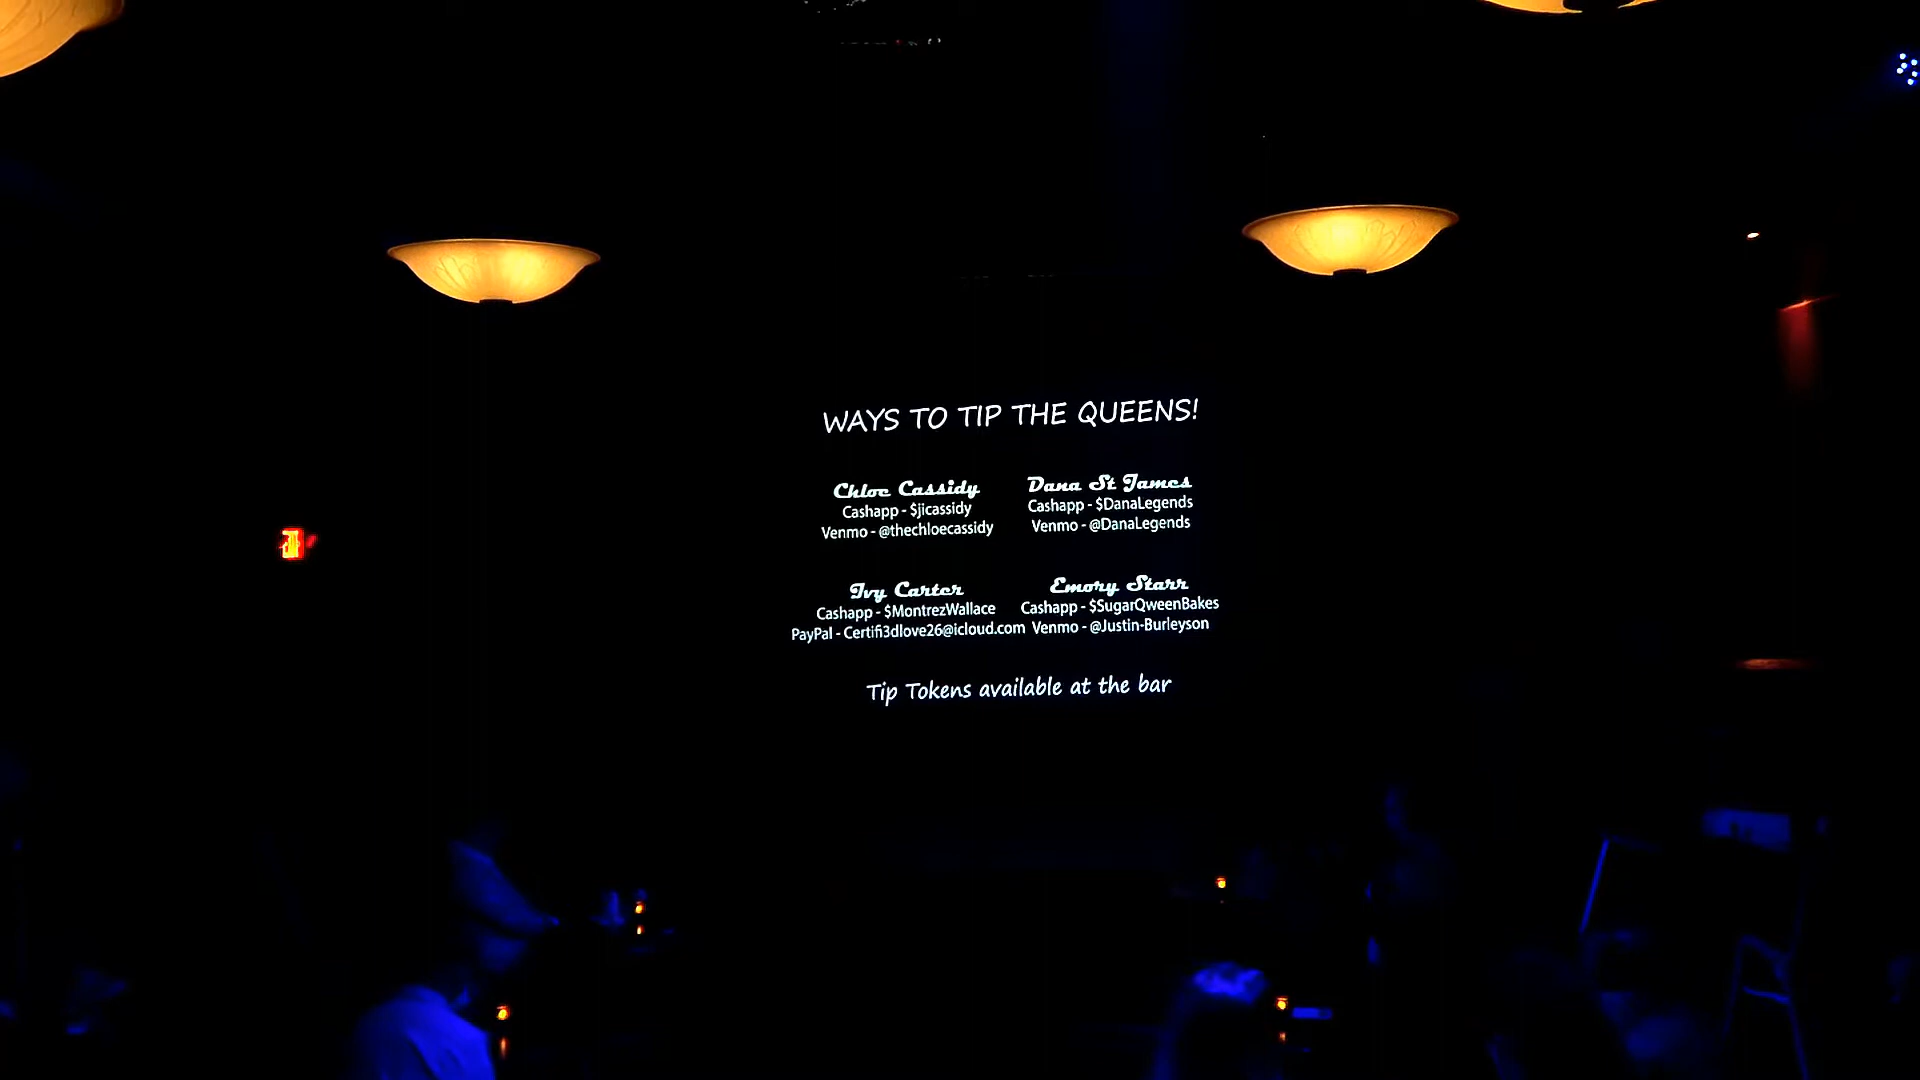 WAYS TO TIP THE QUEENS!
Chloe Cassidy
Cashapp - $jicassidy
Venmo - @thechloecassidy
Dana St James
Cashapp - $DanaLegends
Venmo - @DanaLegends
Ivy Carter
Cashapp - $MontrezWallace
PayPal - Certifi3dlove26@icloud.com
Emory Starr
Cashapp - $SugarQweenBakes
Venmo - @Justin-Burleyson
Tip Tokens available at the bar